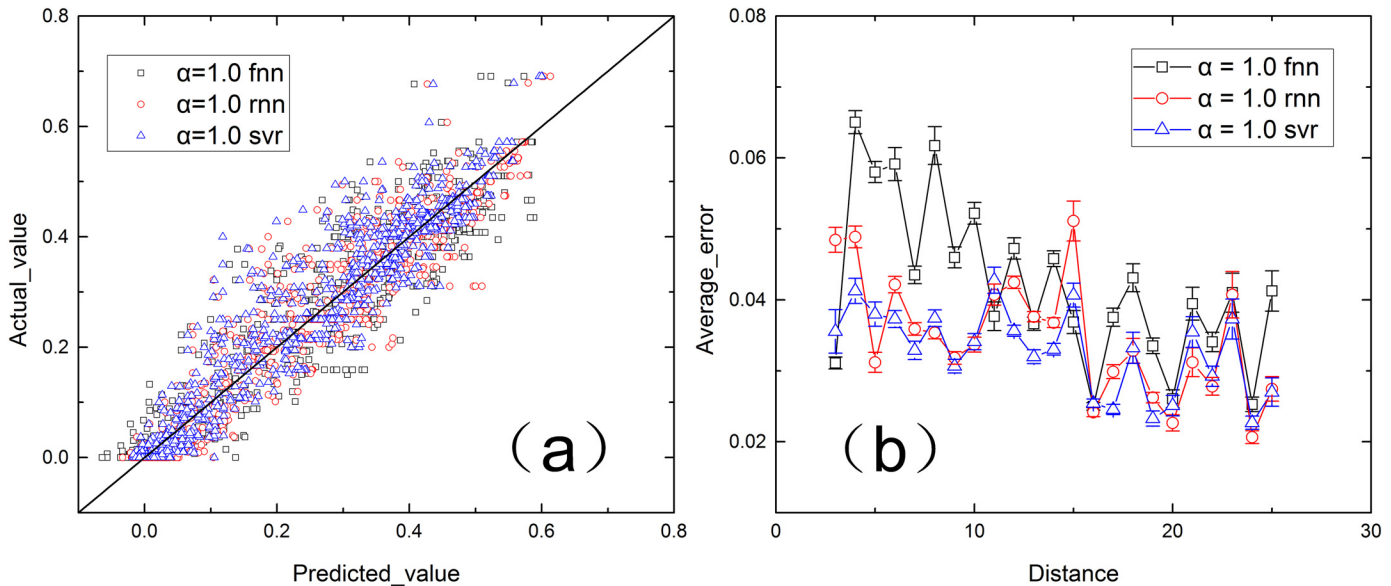 0.8
0.6
0.4
0.2
0.0
0.0 0.2 0.4 0.6 0.8
Actual_value
Predicted_value
α=1.0 fnn
α=1.0 rnn
α=1.0 svr
(a)
0.08
0.06
0.04
0.02
0 10 20 30
Average_error
Distance
α = 1.0 fnn
α = 1.0 rnn
α = 1.0 svr
(b)